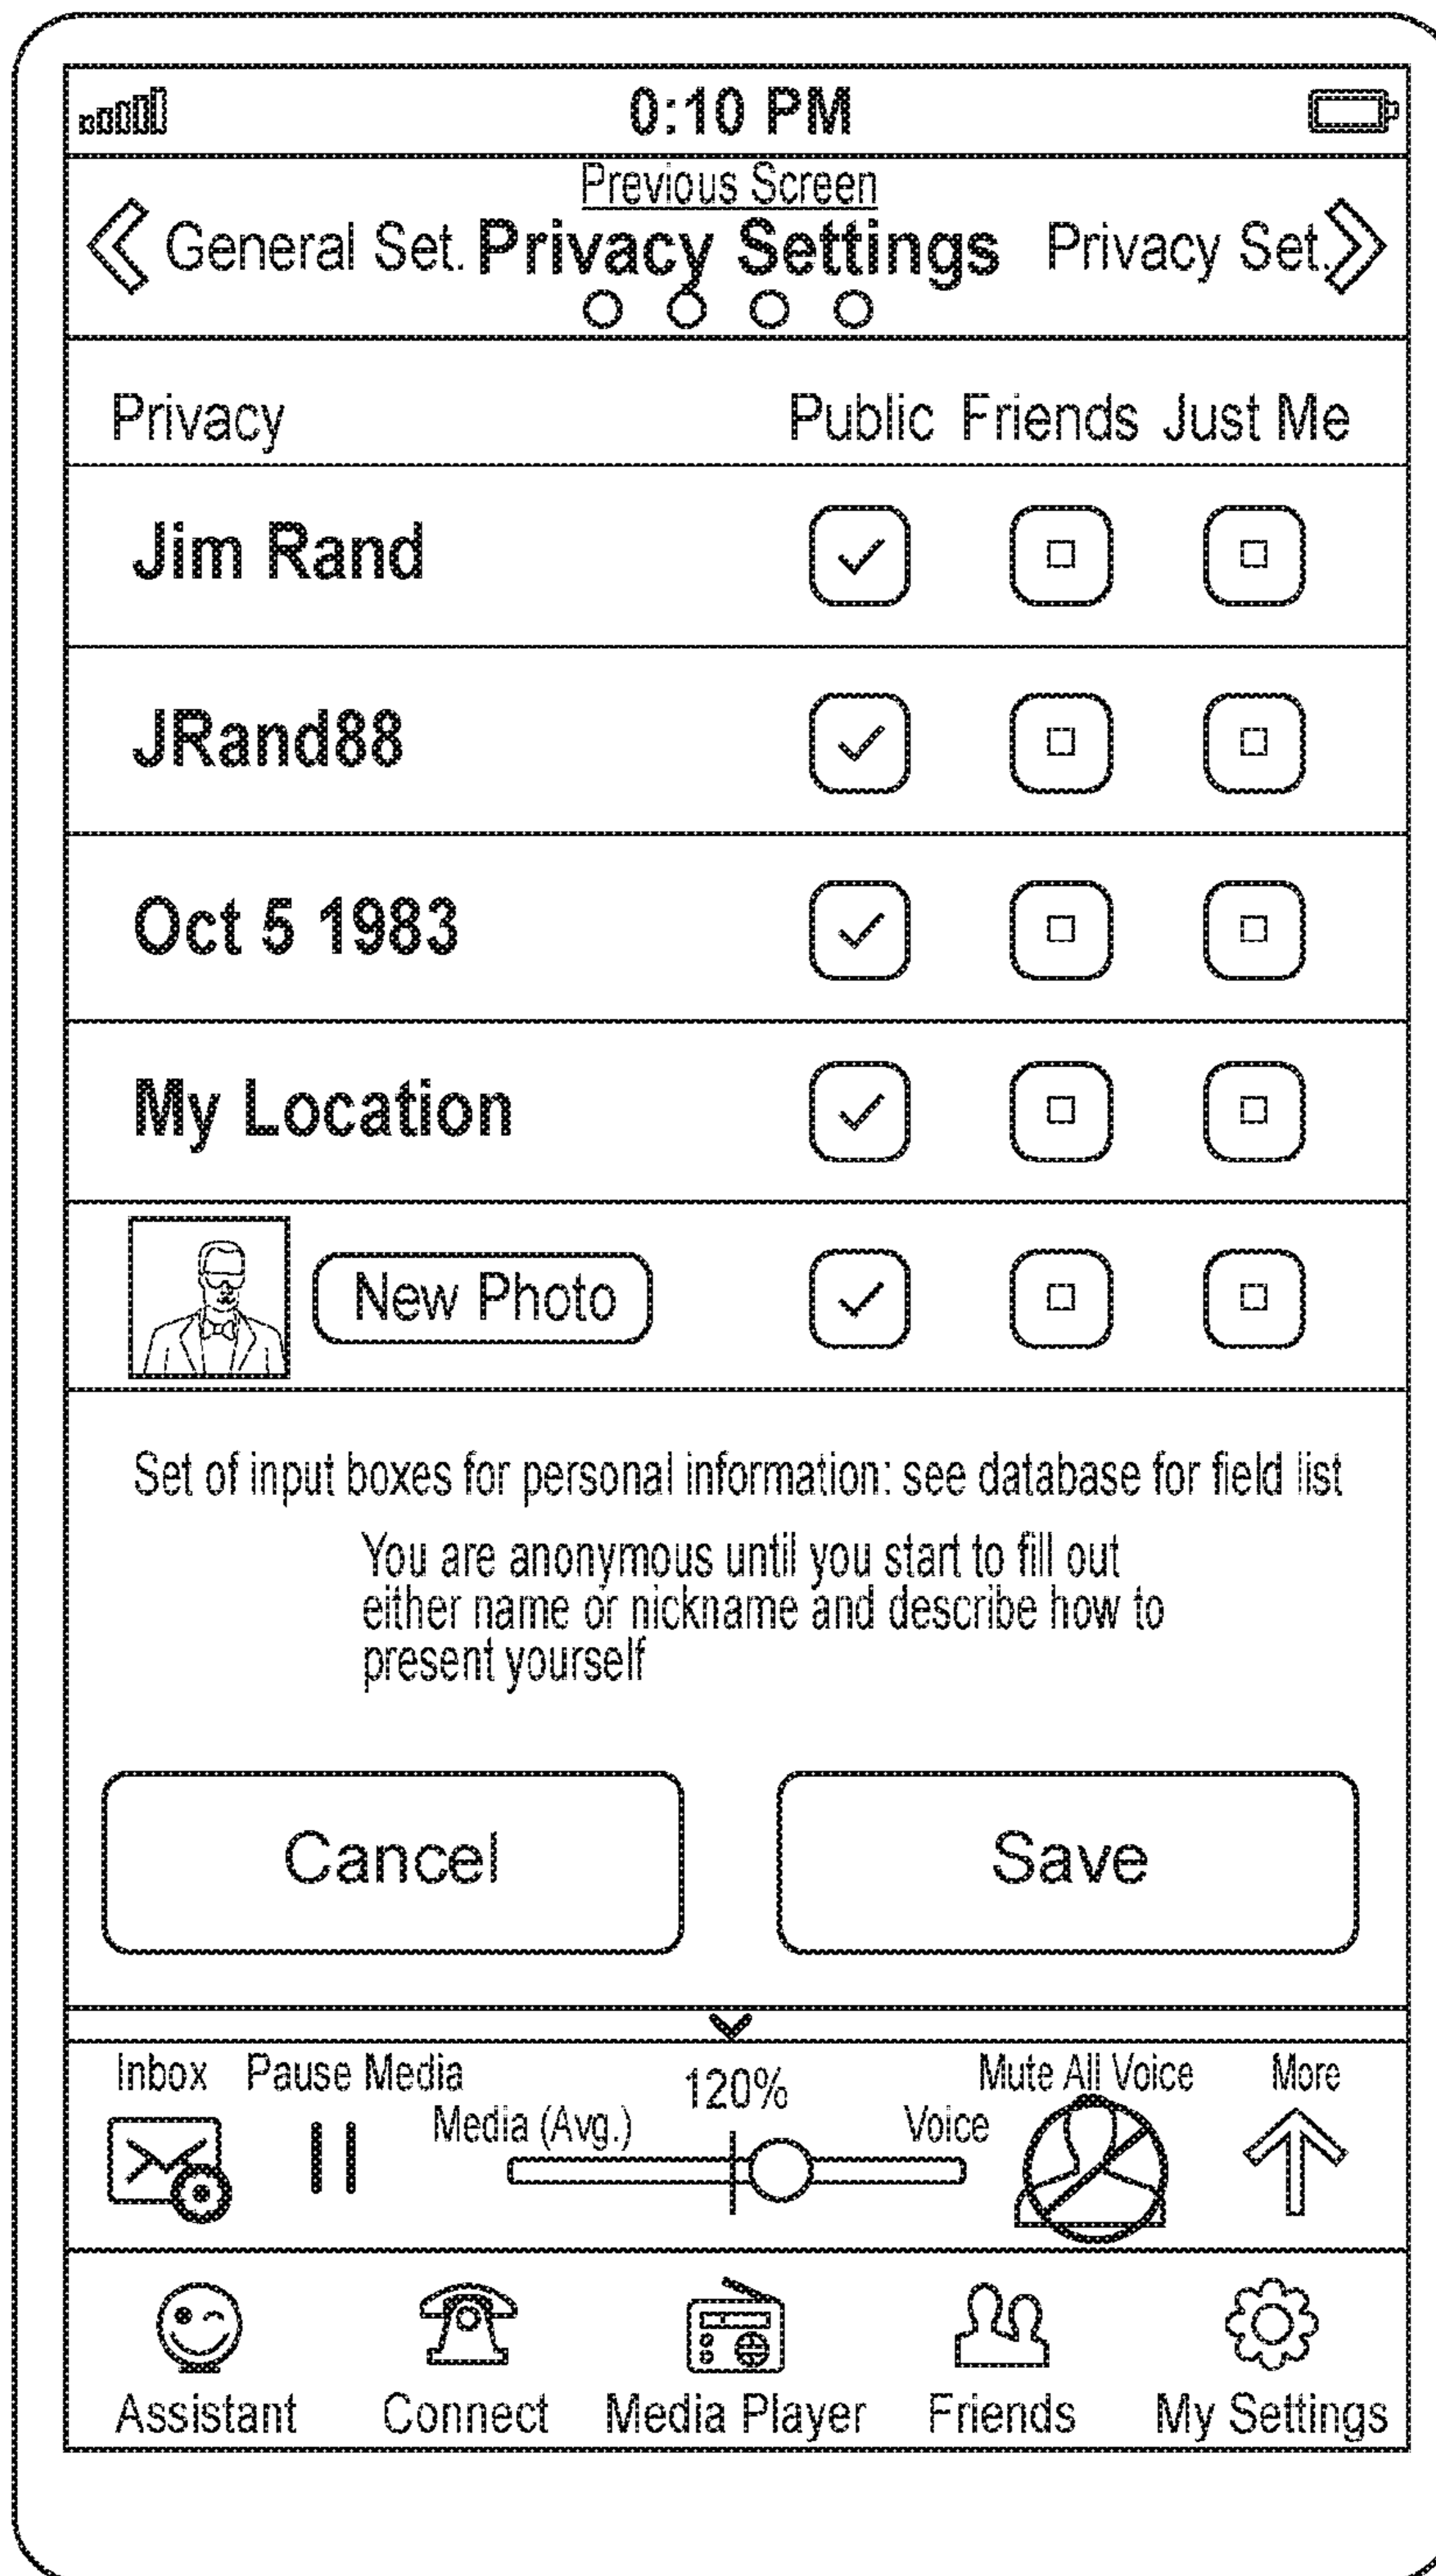 0:10 PM
Previous Screen
General Set. Privacy Settings Privacy Set.
Privacy Public Friends Just Me
Jim Rand
JRand88
Oct 5 1983
My Location
New Photo
Set of input boxes for personal information: see database for field list
You are anonymous until you start to fill out
either name or nickname and describe how to
present yourself
Cancel Save
Inbox Pause Media 120% Mute All Voice More
Media (Avg.) Voice
Assistant Connect Media Player Friends My Settings